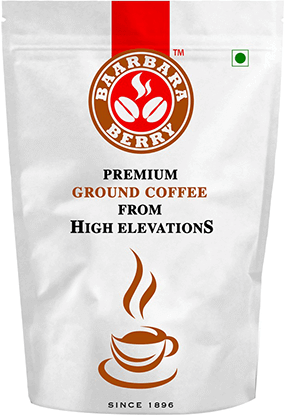 BAARBARA
BERRY
TM
PREMIUM
GROUND COFFEE
FROM
HIGH ELEVATIONS
SINCE 1896